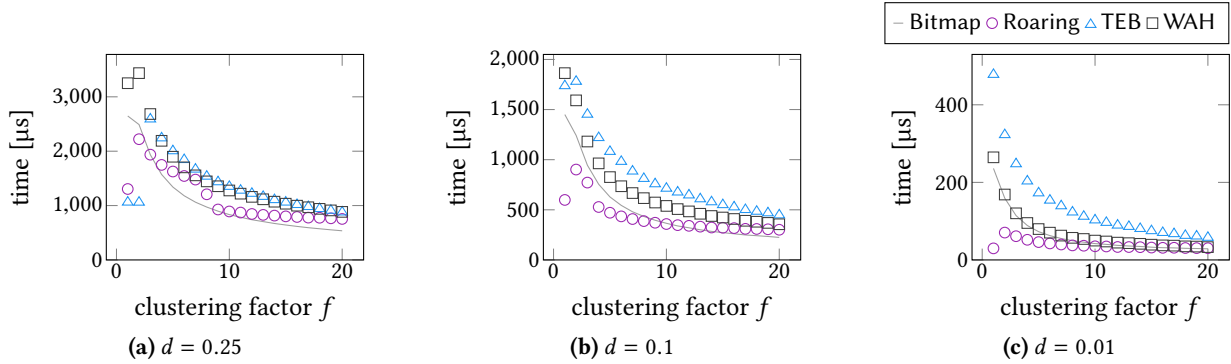 Bitmap Roaring TEB WAH
3,000
2,000
1,000
0
time [µs]
0 10 20
clustering factor f
(a) d = 0.25
2,000
1,500
1,000
500
0
time [µs]
0 10 20
clustering factor f
(b) d = 0.1
400
200
0
time [µs]
0 10 20
clustering factor f
(c) d = 0.01